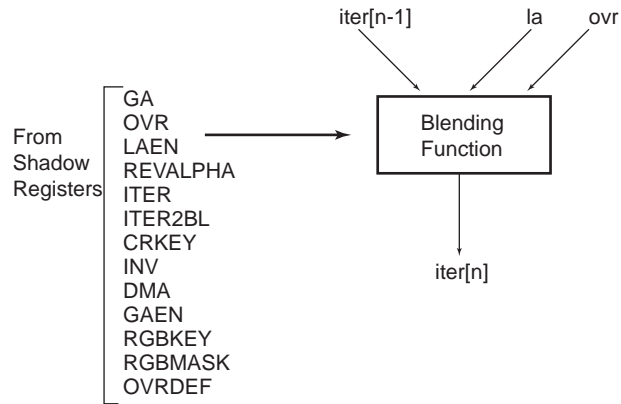 iter[n-1] la ovr
From
Shadow
Registers
GA
OVR
LAEN
REVALPHA
ITER
ITER2BL
CRKEY
INV
DMA
GAEN
RGBKEY
RGBMASK
OVRDEF
Blending
Function
iter[n]